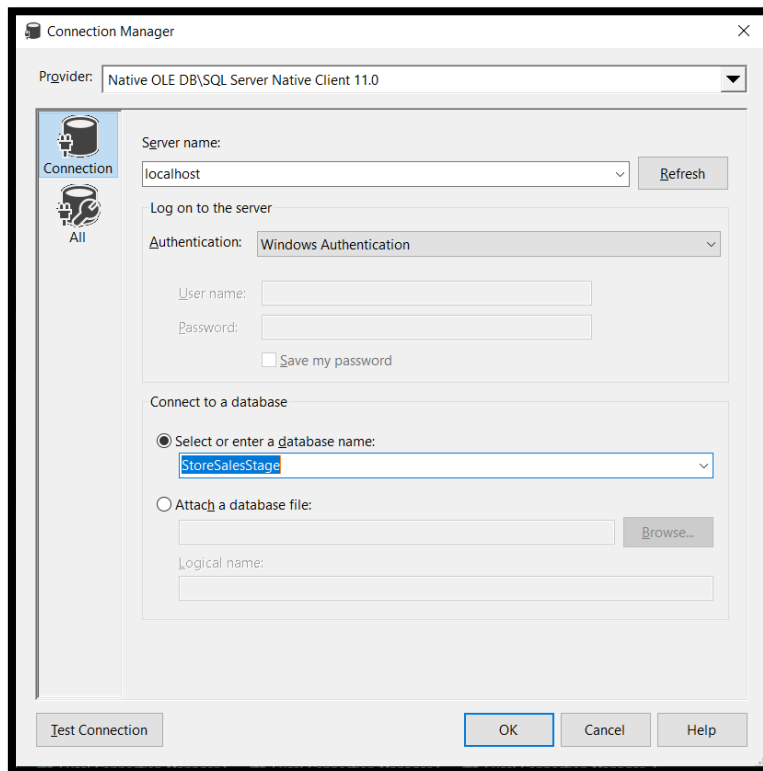 Connection Manager
Provider: Native OLE DB\SQL Server Native Client 11.0
Connection
All
Server name:
localhost
Refresh
Log on to the server
Authentication: Windows Authentication
User name:
Password:
Save my password
Connect to a database
Select or enter a database name:
StoreSalesStage
Attach a database file:
Browse...
Logical name:
Test Connection
OK
Cancel
Help